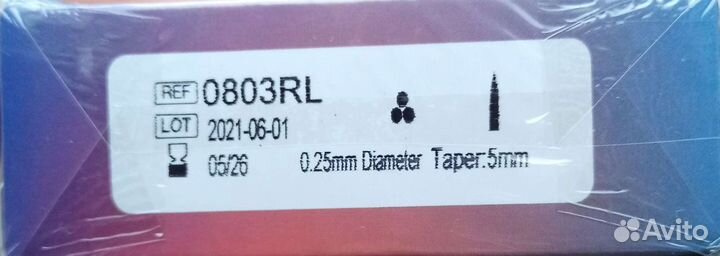 REF 0803RL
LOT 2021-06-01
05/26 0.25mm Diameter Taper:5mm
Avito